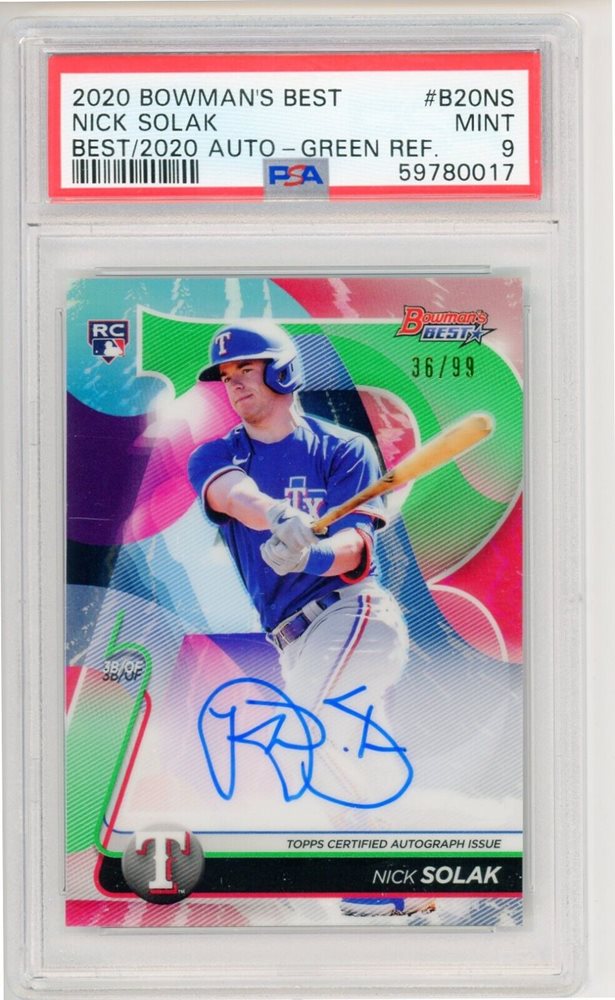 2020 BOWMAN'S BEST #B20NS
NICK SOLAK MINT
BEST/2020 AUTO-GREEN REF. 9
PSA 59780017
RC
Bowman's
BEST
36/99
T
TX
3B/OF
TOPPS CERTIFIED AUTOGRAPH ISSUE
T
NICK SOLAK